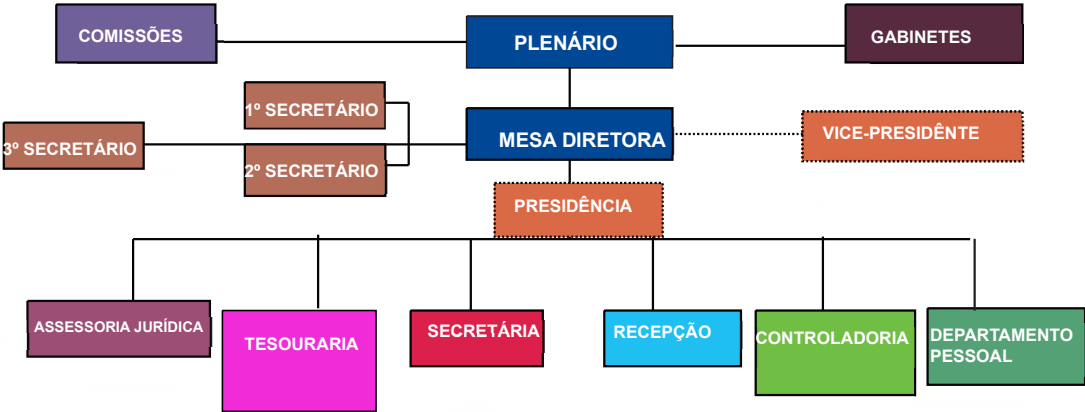 COMISSÕES
PLENÁRIO
GABINETES
1º SECRETÁRIO
3º SECRETÁRIO
2º SECRETÁRIO
MESA DIRETORA
VICE-PRESIDÊNTE
PRESIDÊNCIA
ASSESSORIA JURÍDICA
TESOURARIA
SECRETÁRIA
RECEPÇÃO
CONTROLADORIA
DEPARTAMENTO
PESSOAL